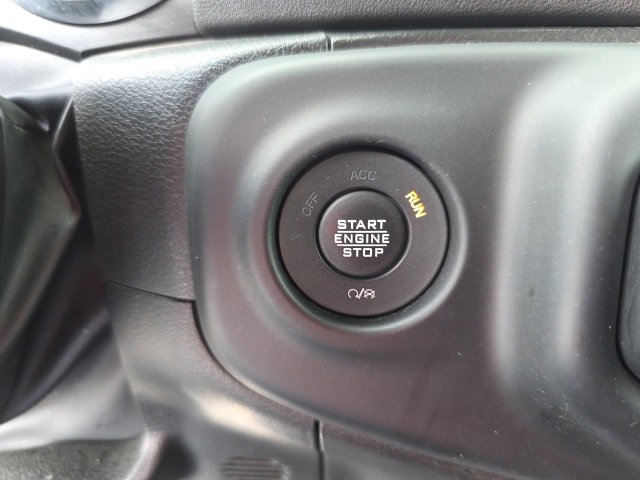 OFF
ACC
RUN
START
ENGINE
STOP